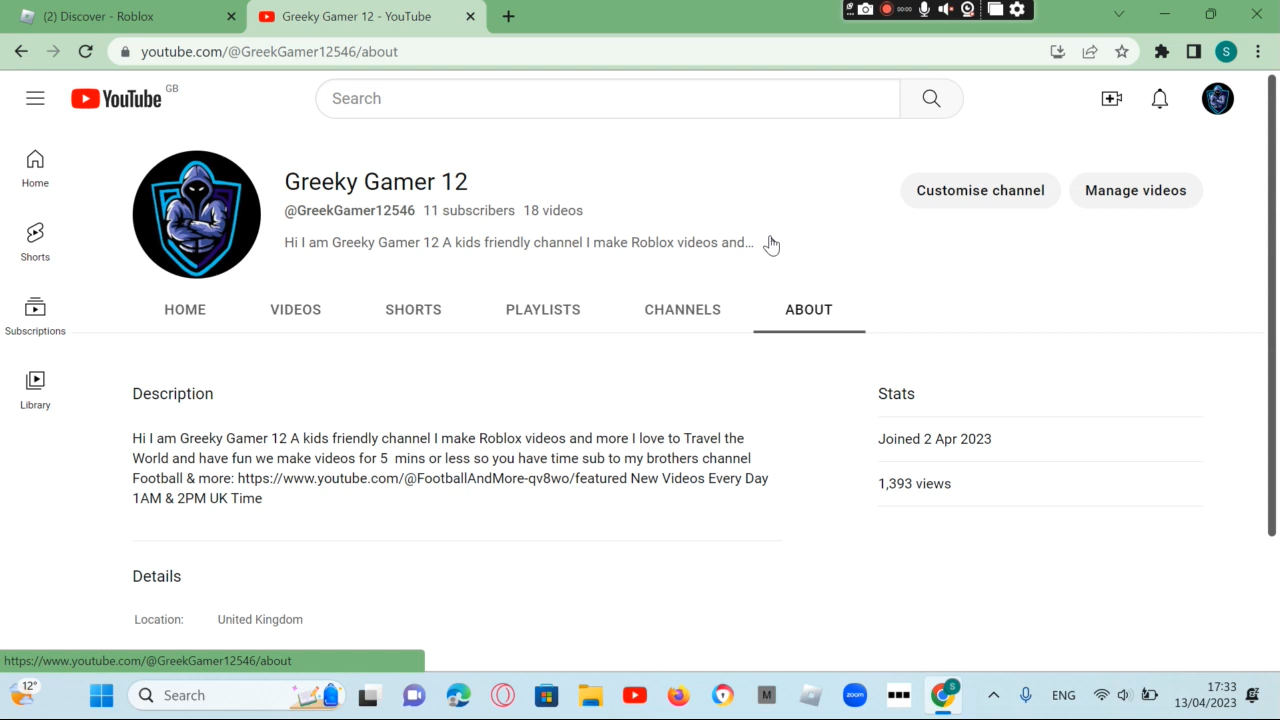 (2) Discover - Roblox
Greeky Gamer 12 - YouTube
00:00
youtube.com/@GreekGamer12546/about
S
YouTube GB
Search
Home
Shorts
Subscriptions
Library
Greeky Gamer 12
@GreekGamer12546 11 subscribers 18 videos
Hi I am Greeky Gamer 12 A kids friendly channel I make Roblox videos and...
Customise channel
Manage videos
HOME VIDEOS SHORTS PLAYLISTS CHANNELS ABOUT
Description
Hi I am Greeky Gamer 12 A kids friendly channel I make Roblox videos and more I love to Travel the
World and have fun we make videos for 5 mins or less so you have time sub to my brothers channel
Football & more: https://www.youtube.com/@FootballAndMore-qv8wo/featured New Videos Every Day
1AM & 2PM UK Time
Stats
Joined 2 Apr 2023
1,393 views
Details
Location: United Kingdom
https://www.youtube.com/@GreekGamer12546/about
12°
Search
M
zoom
S
ENG
17:33
13/04/2023